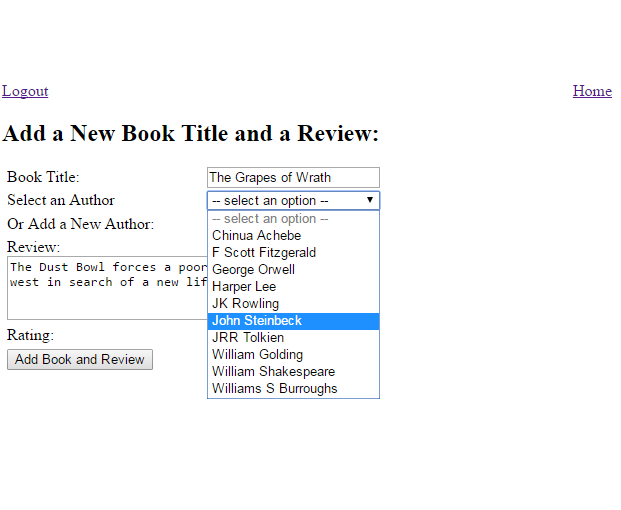 Logout Home
Add a New Book Title and a Review:
Book Title: The Grapes of Wrath
Select an Author -- select an option --
-- select an option --
Or Add a New Author:
Chinua Achebe
F Scott Fitzgerald
Review:
George Orwell
The Dust Bowl forces a poor
west in search of a new
Harper Lee
JK Rowling
John Steinbeck
Rating:
JRR Tolkien
William Golding
Add Book and Review
William Shakespeare
Williams S Burroughs